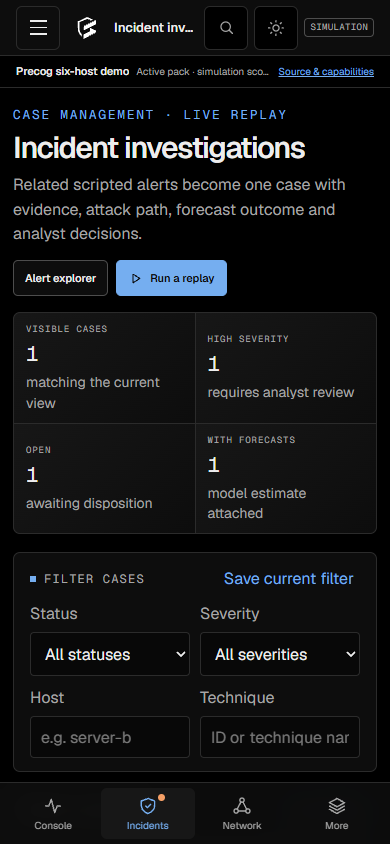 Incident inv...
SIMULATION
Precog six-host demo Active pack · simulation sco... Source & capabilities
CASE MANAGEMENT · LIVE REPLAY
Incident investigations
Related scripted alerts become one case with
evidence, attack path, forecast outcome and
analyst decisions.
Alert explorer
Run a replay
VISIBLE CASES
1
matching the current
view
HIGH SEVERITY
1
requires analyst review
OPEN
1
awaiting disposition
WITH FORECASTS
1
model estimate
attached
FILTER CASES
Save current filter
Status
Severity
All statuses
All severities
Host
Technique
e.g. server-b
ID or technique nar
Console
Incidents
Network
More